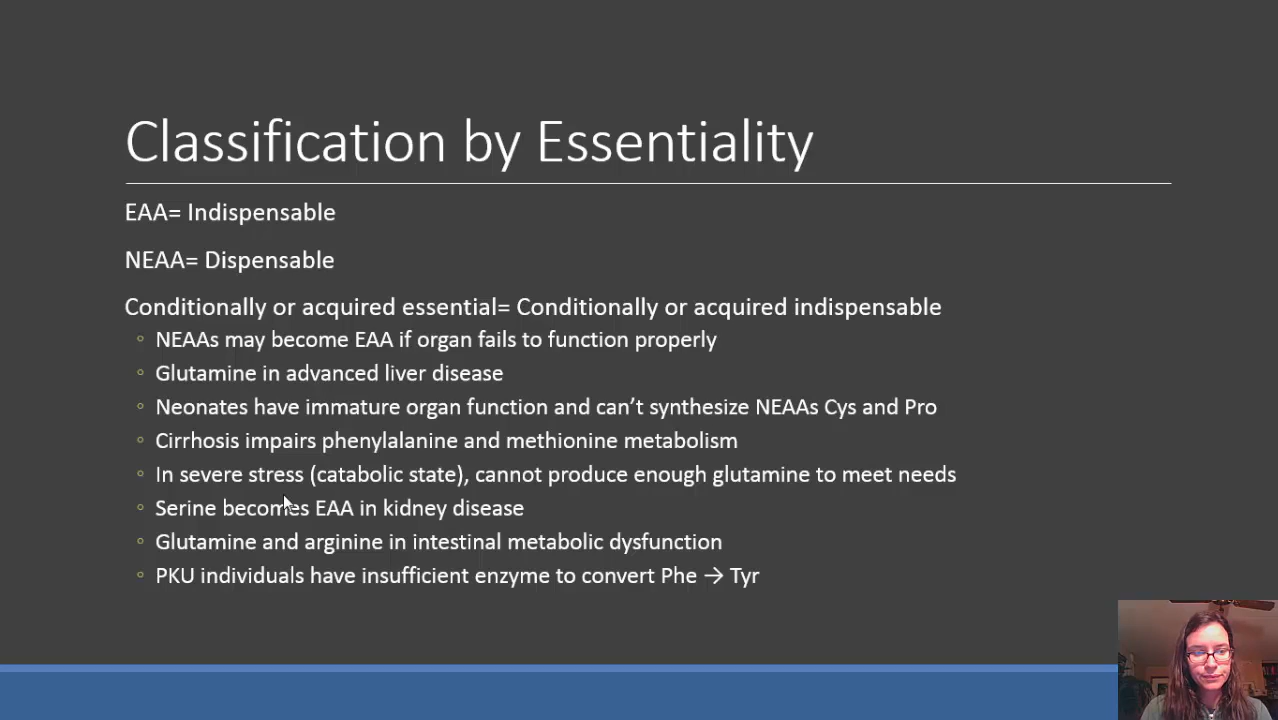 Classification by Essentiality
EAA= Indispensable
NEAA= Dispensable
Conditionally or acquired essential= Conditionally or acquired indispensable
◦ NEAAs may become EAA if organ fails to function properly
◦ Glutamine in advanced liver disease
◦ Neonates have immature organ function and can’t synthesize NEAAs Cys and Pro
◦ Cirrhosis impairs phenylalanine and methionine metabolism
◦ In severe stress (catabolic state), cannot produce enough glutamine to meet needs
◦ Serine becomes EAA in kidney disease
◦ Glutamine and arginine in intestinal metabolic dysfunction
◦ PKU individuals have insufficient enzyme to convert Phe → Tyr